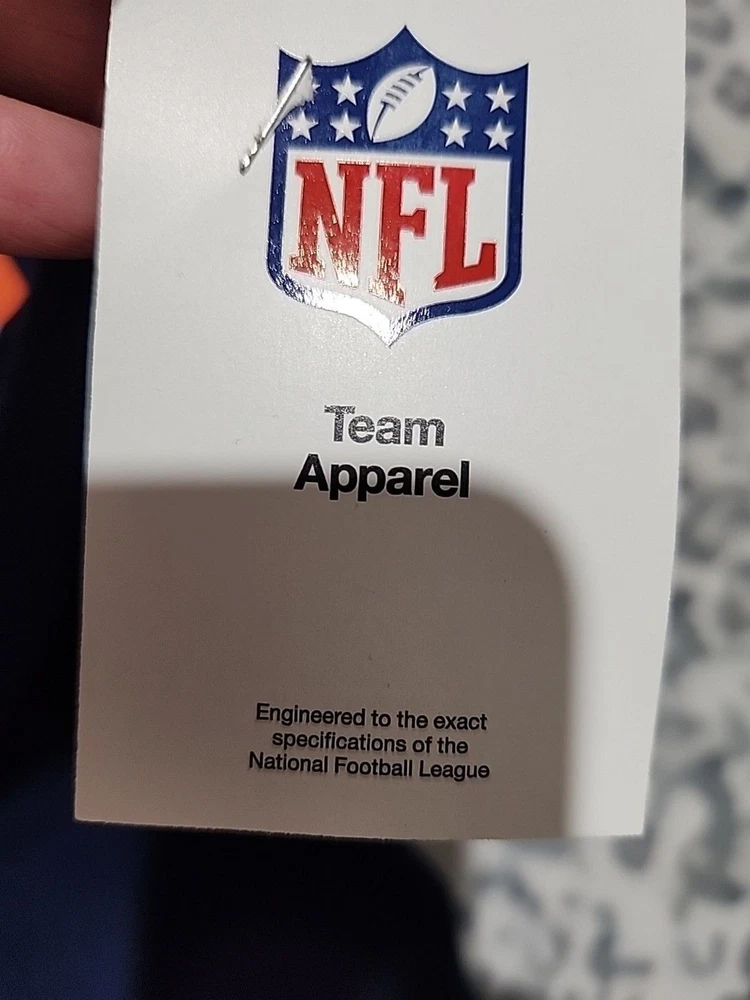 NFL
Team
Apparel
Engineered to the exact
specifications of the
National Football League